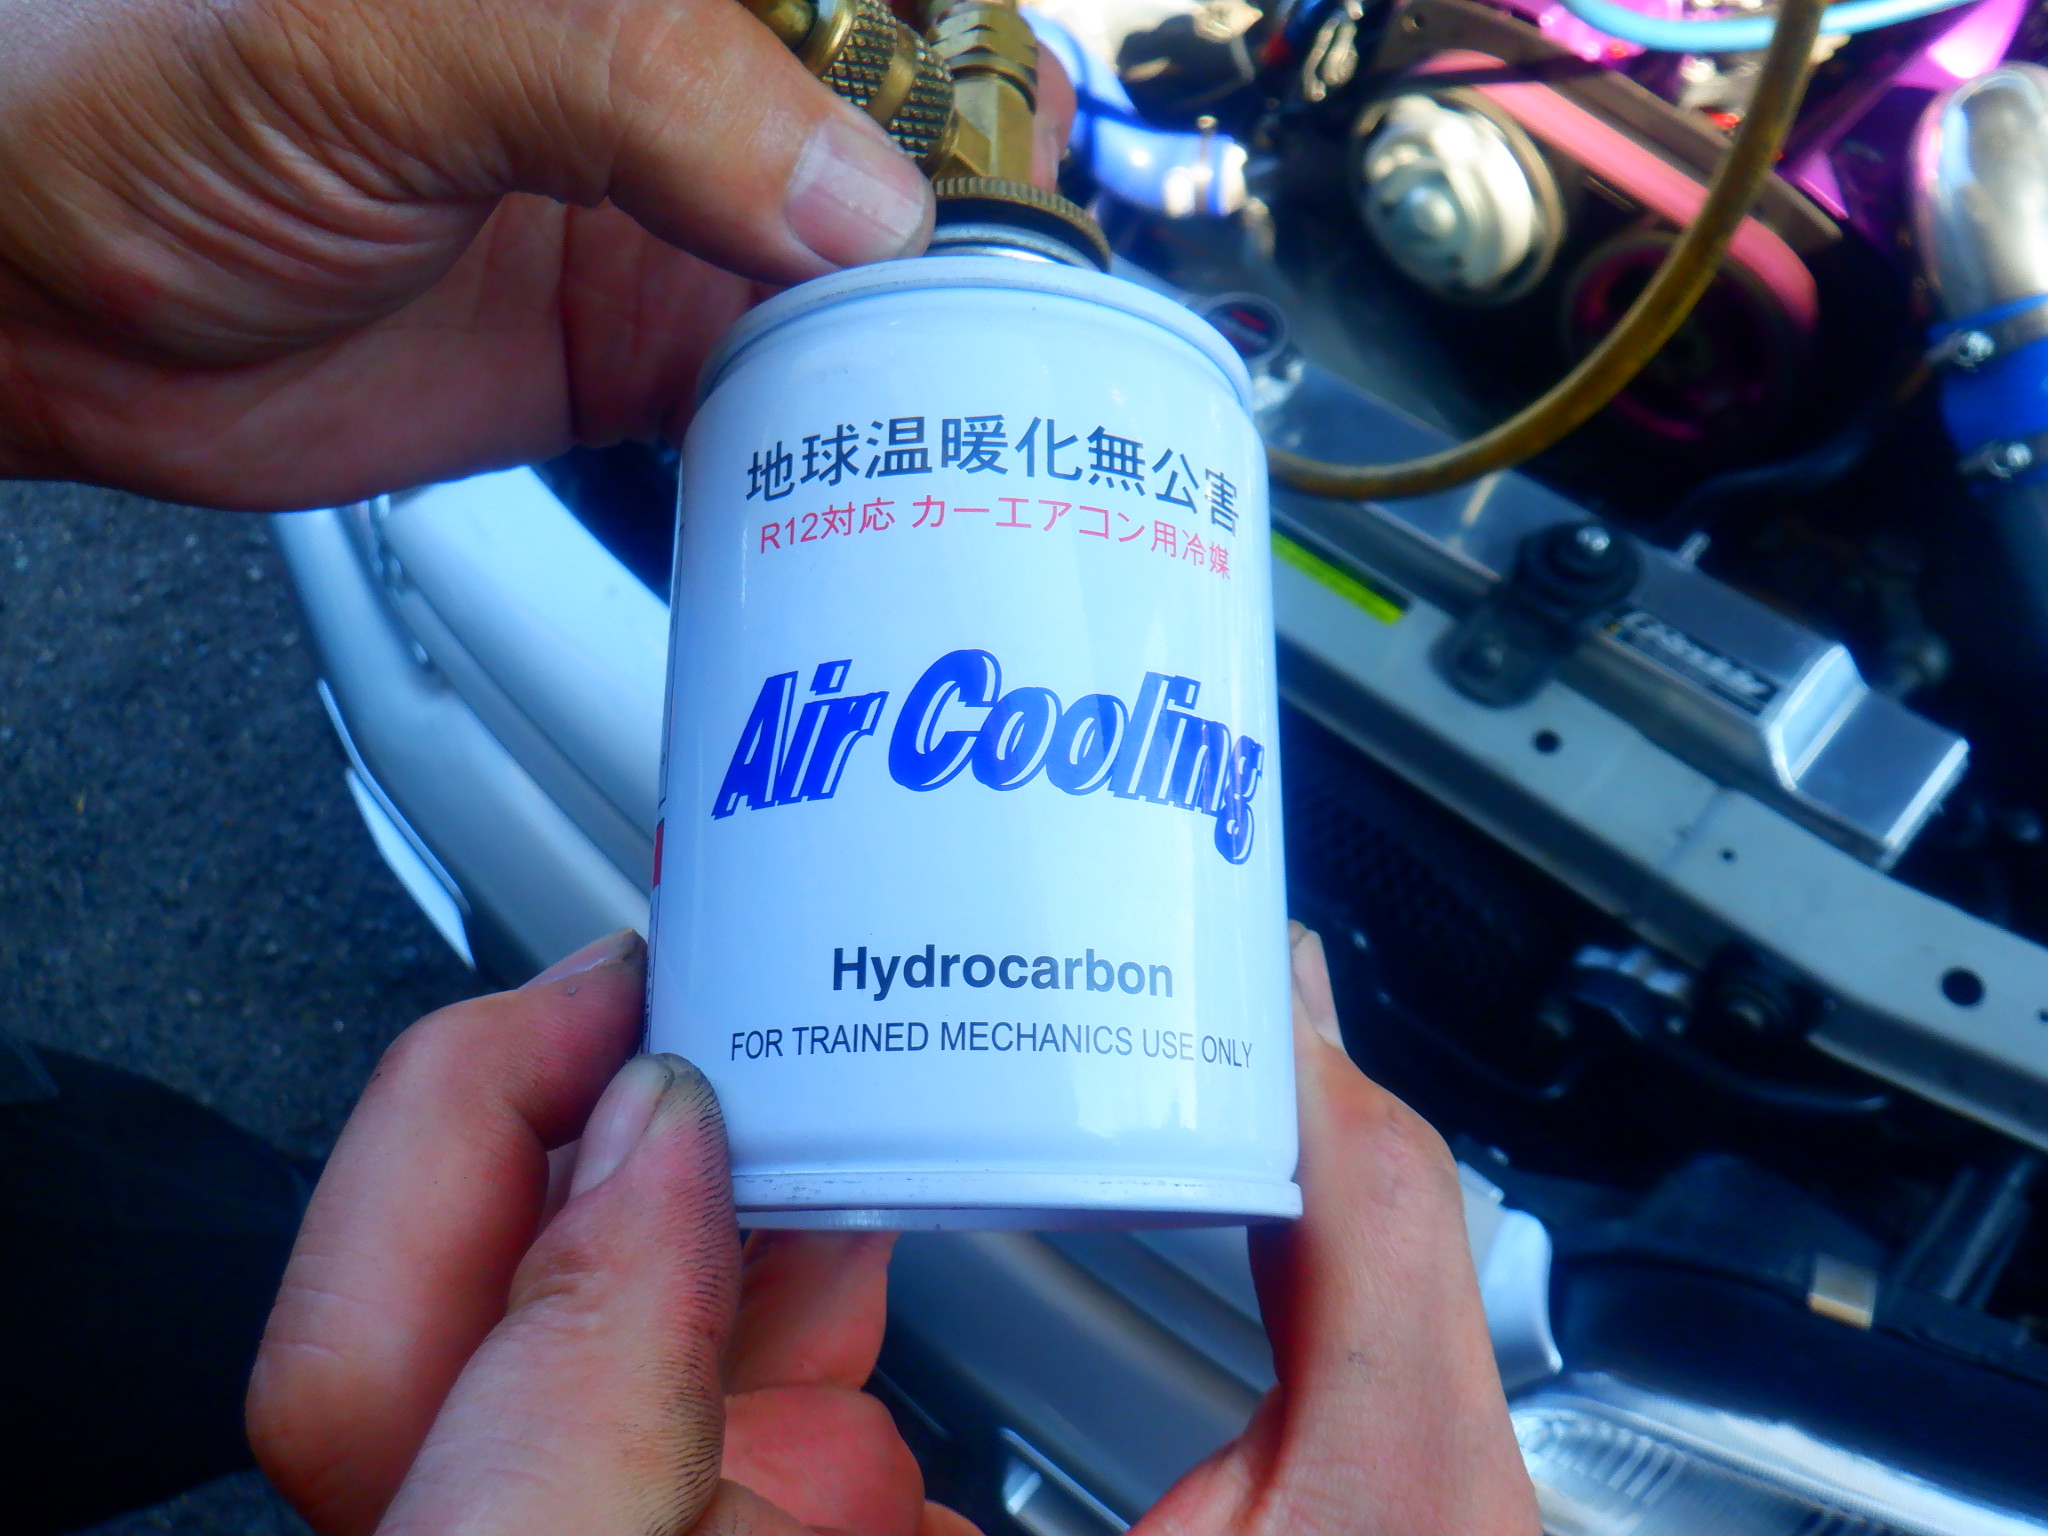 地球温暖化無公害
R12対応 カーエアコン用冷媒
Air Cooling
Hydrocarbon
FOR TRAINED MECHANICS USE ONLY